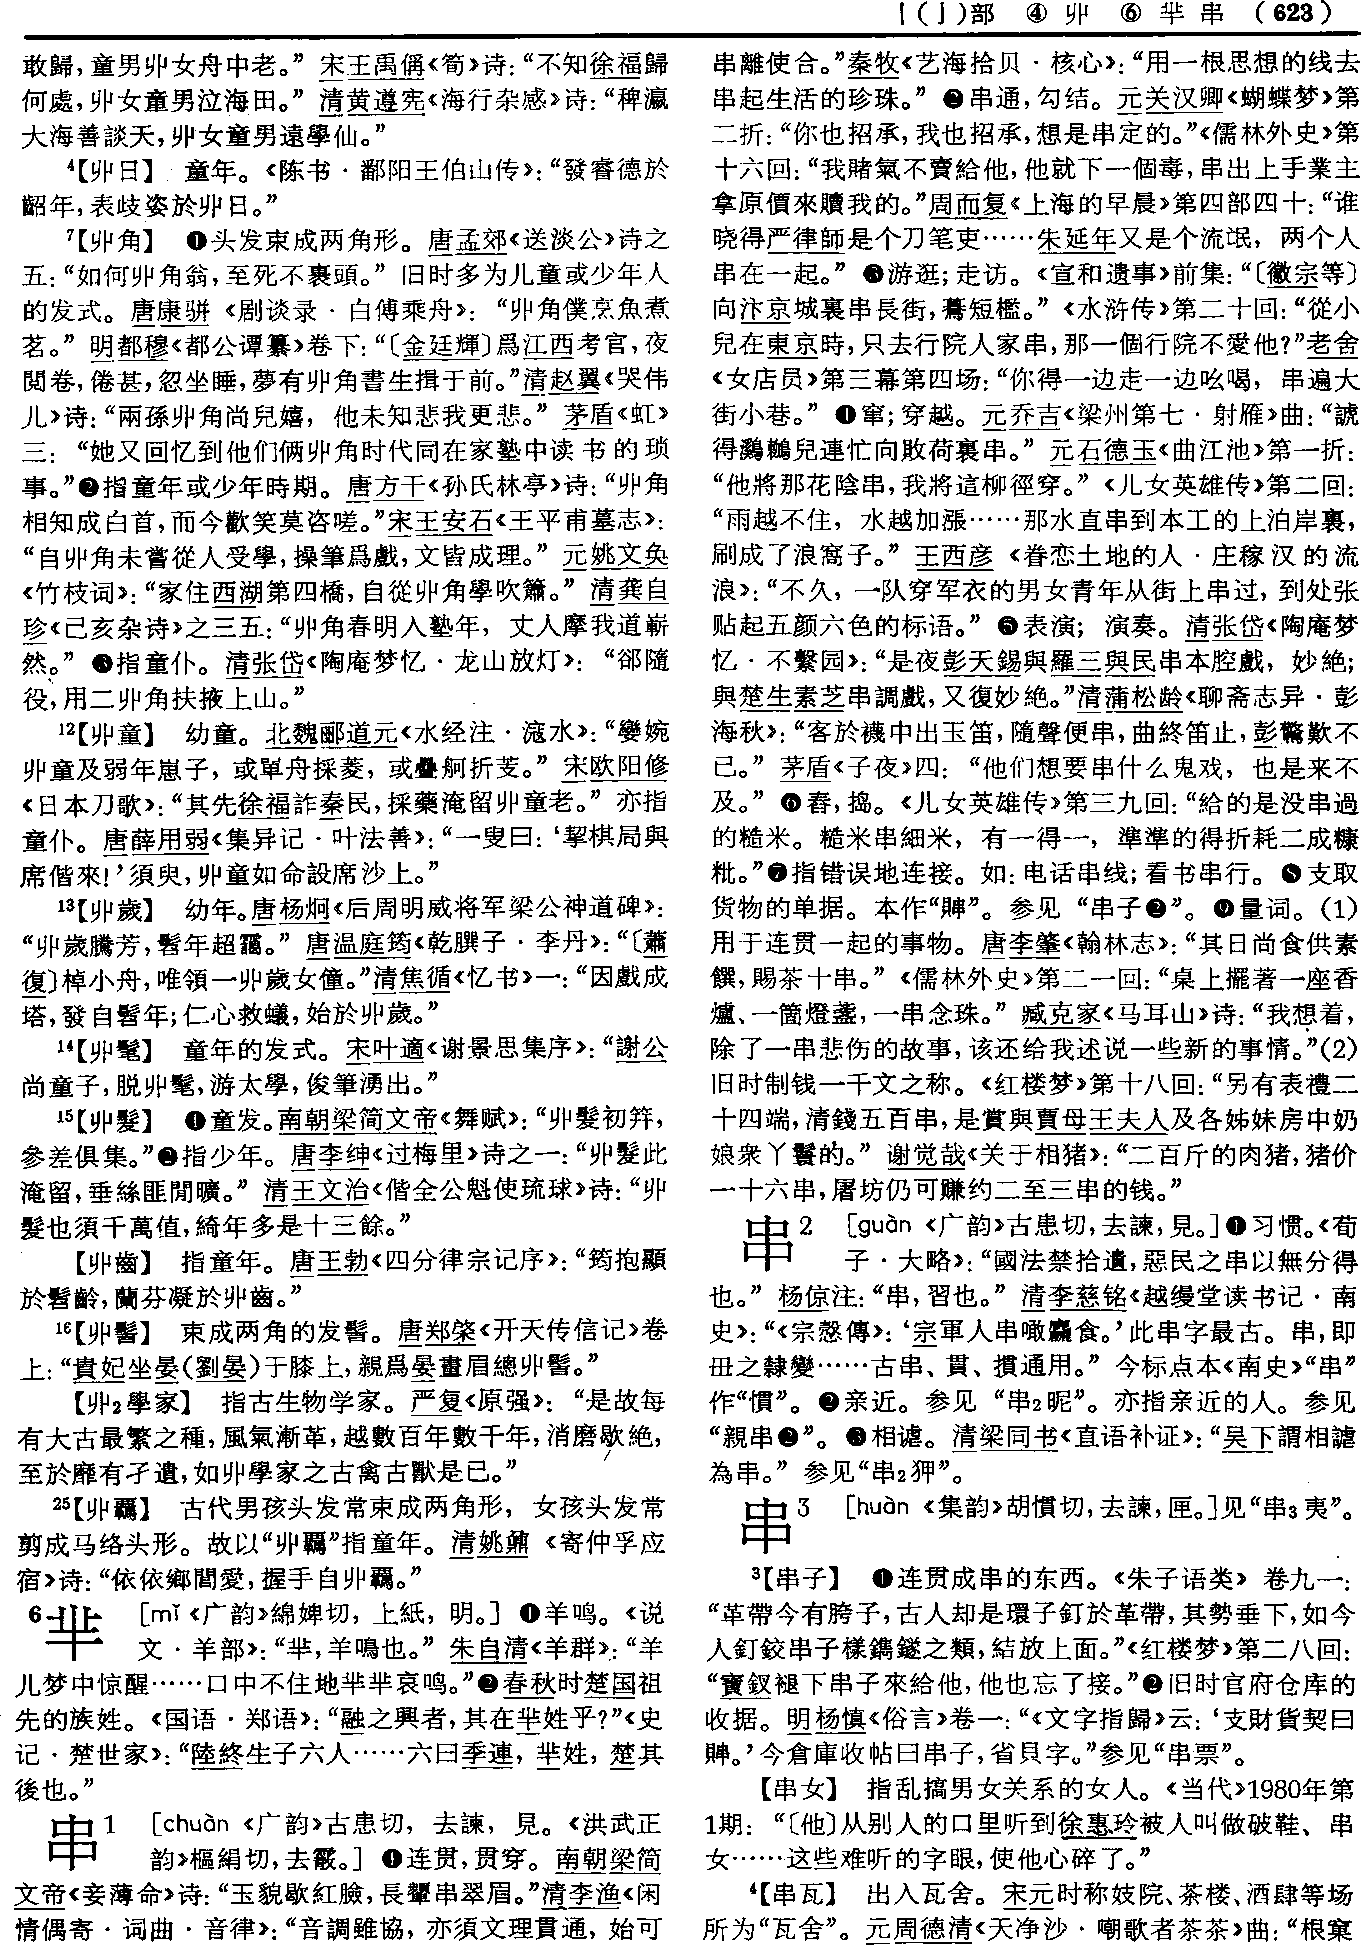 丨(亅)部 ④ 丱 ⑥ 芈 串 (623)
敢歸，童男丱女舟中老。” 宋王禹偁《筍》诗：“不知徐福歸
何處，丱女童男泣海田。” 清黄遵宪《海行杂感》诗：“稗瀛
大海善談天，丱女童男遠學仙。”
⁴【丱日】 童年。《陈书·鄱阳王伯山传》：“發睿德於
齠年，表歧姿於丱日。”
⁷【丱角】 ❶头发束成两角形。唐孟郊《送淡公》诗之
五：“如何丱角翁，至死不裹頭。” 旧时多为儿童或少年人
的发式。唐康骈《剧谈录·白傅乘舟》：“丱角僕烹魚煮
茗。” 明都穆《都公谭纂》卷下：“〔金廷輝〕爲江西考官，夜
閲卷，倦甚，忽坐睡，夢有丱角書生揖于前。”清赵翼《哭伟
儿》诗：“兩孫丱角尚兒嬉，他未知悲我更悲。” 茅盾《虹》
三：“她又回忆到他们俩丱角时代同在家塾中读书的琐
事。”❷指童年或少年時期。唐方干《孙氏林亭》诗：“丱角
相知成白首，而今歡笑莫咨嗟。”宋王安石《王平甫墓志》：
“自丱角未嘗從人受學，操筆爲戲，文皆成理。” 元姚文奂
《竹枝词》：“家住西湖第四橋，自從丱角學吹簫。” 清龚自
珍《己亥杂诗》之三五：“丱角春明入塾年，丈人摩我道嶄
然。” ❸指童仆。清张岱《陶庵梦忆·龙山放灯》：“郤隨
役，用二丱角扶掖上山。”
¹²【丱童】 幼童。北魏郦道元《水经注·滱水》：“孌婉
丱童及弱年崽子，或單舟採菱，或疊舸折芰。” 宋欧阳修
《日本刀歌》：“其先徐福詐秦民，採藥淹留丱童老。” 亦指
童仆。唐薛用弱《集异记·叶法善》：“一叟曰：‘挈棋局與
席偕來！’須臾，丱童如命設席沙上。”
¹³【丱歲】 幼年。唐杨炯《后周明威将军梁公神道碑》：
“丱歲騰芳，髫年超靄。” 唐温庭筠《乾𦠆子·李丹》：“〔蕭
復〕棹小舟，唯領一丱歲女僮。”清焦循《忆书》一：“因戲成
塔，發自髫年；仁心救蟻，始於丱歲。”
¹⁴【丱髦】 童年的发式。宋叶適《谢景思集序》：“謝公
尚童子，脱丱髦，游太學，俊筆湧出。”
¹⁵【丱髮】 ❶童发。南朝梁简文帝《舞赋》：“丱髮初笄，
參差俱集。”❷指少年。唐李绅《过梅里》诗之一：“丱髮此
淹留，垂絲匪閒曠。” 清王文治《偕全公魁使琉球》诗：“丱
髮也須千萬值，綺年多是十三餘。”
【丱齒】 指童年。唐王勃《四分律宗记序》：“筠抱顯
於髫齡，蘭芬凝於丱齒。”
¹⁶【丱髻】 束成两角的发髻。唐郑棨《开天传信记》卷
上：“貴妃坐晏(劉晏)于膝上，親爲晏畫眉總丱髻。”
【丱₂學家】 指古生物学家。严复《原强》：“是故每
有大古最繁之種，風氣漸革，越數百年數千年，消磨歇絶，
至於靡有孑遺，如丱學家之古禽古獸是已。”
²⁵【丱羈】 古代男孩头发常束成两角形，女孩头发常
剪成马络头形。故以“丱羈”指童年。清姚鼐《寄仲孚应
宿》诗：“依依鄉閭愛，握手自丱羈。”
6 芈 [mǐ《广韵》綿婢切，上紙，明。] ❶羊鸣。《说
文·羊部》：“芈，羊鳴也。” 朱自清《羊群》：“羊
儿梦中惊醒……口中不住地芈芈哀鸣。”❷春秋时楚国祖
先的族姓。《国语·郑语》：“融之興者，其在芈姓乎？”《史
记·楚世家》：“陸終生子六人……六曰季連，芈姓，楚其
後也。”
串1 [chuàn《广韵》古患切，去諫，見。《洪武正
韵》樞絹切，去霰。] ❶连贯，贯穿。南朝梁简
文帝《妾薄命》诗：“玉貌歇紅臉，長顰串翠眉。”清李渔《闲
情偶寄·词曲·音律》：“音調雖協，亦須文理貫通，始可
串離使合。”秦牧《艺海拾贝·核心》：“用一根思想的线去
串起生活的珍珠。” ❷串通，勾结。元关汉卿《蝴蝶梦》第
二折：“你也招承，我也招承，想是串定的。”《儒林外史》第
十六回：“我賭氣不賣給他，他就下一個毒，串出上手業主
拿原價來贖我的。”周而复《上海的早晨》第四部四十：“谁
晓得严律師是个刀笔吏……朱延年又是个流氓，两个人
串在一起。” ❸游逛；走访。《宣和遗事》前集：“〔徽宗等〕
向汴京城裏串長街，驀短檻。” 《水浒传》第二十回：“從小
兒在東京時，只去行院人家串，那一個行院不愛他？”老舍
《女店员》第三幕第四场：“你得一边走一边吆喝，串遍大
街小巷。” ❹窜；穿越。元乔吉《梁州第七·射雁》曲：“諕
得鸂鶒兒連忙向敗荷裏串。” 元石德玉《曲江池》第一折：
“他將那花陰串，我將這柳徑穿。” 《儿女英雄传》第二回：
“雨越不住，水越加漲……那水直串到本工的上泊岸裏，
刷成了浪窩子。” 王西彦《眷恋土地的人·庄稼汉的流
浪》：“不久，一队穿军衣的男女青年从街上串过，到处张
贴起五颜六色的标语。” ❺表演；演奏。清张岱《陶庵梦
忆·不繫园》：“是夜彭天錫與羅三與民串本腔戲，妙絶；
與楚生素芝串調戲，又復妙絶。”清蒲松龄《聊斋志异·彭
海秋》：“客於襪中出玉笛，隨聲便串，曲終笛止，彭驚歎不
已。” 茅盾《子夜》四：“他们想要串什么鬼戏，也是来不
及。” ❻舂，捣。《儿女英雄传》第三九回：“給的是没串過
的糙米。糙米串細米，有一得一，準準的得折耗二成糠
粃。”❼指错误地连接。如：电话串线；看书串行。❽支取
货物的单据。本作“賗”。参见“串子❷”。❾量词。(1)
用于连贯一起的事物。唐李肇《翰林志》：“其日尚食供素
饌，賜茶十串。” 《儒林外史》第二一回：“桌上擺著一座香
爐、一箇燈盞，一串念珠。” 臧克家《马耳山》诗：“我想着，
除了一串悲伤的故事，该还给我述说一些新的事情。”(2)
旧时制钱一千文之称。《红楼梦》第十八回：“另有表禮二
十四端，清錢五百串，是賞與賈母王夫人及各姊妹房中奶
娘衆丫鬟的。” 谢觉哉《关于相猪》：“二百斤的肉猪，猪价
一十六串，屠坊仍可赚约二至三串的钱。”
串2 [guàn《广韵》古患切，去諫，見。]❶习惯。《荀
子·大略》：“國法禁拾遺，惡民之串以無分得
也。” 杨倞注：“串，習也。” 清李慈铭《越缦堂读书记·南
史》：“《宗慤傳》：‘宗軍人串噉麤食。’此串字最古。串，即
毌之隸變……古串、貫、摜通用。” 今标点本《南史》“串”
作“慣”。❷亲近。参见“串₂昵”。亦指亲近的人。参见
“親串❷”。❸相谑。清梁同书《直语补证》：“吴下謂相謔
為串。” 参见“串₂狎”。
串3 [huàn《集韵》胡慣切，去諫，匣。]见“串₃夷”。
³【串子】 ❶连贯成串的东西。《朱子语类》卷九一：
“革帶今有胯子，古人却是環子釘於革帶，其勢垂下，如今
人釘鉸串子樣鐫鐩之類，結放上面。”《红楼梦》第二八回：
“寶釵褪下串子來給他，他也忘了接。”❷旧时官府仓库的
收据。明杨慎《俗言》卷一：“《文字指歸》云：‘支財貨契曰
賗。’今倉庫收帖曰串子，省貝字。”参见“串票”。
【串女】 指乱搞男女关系的女人。《当代》1980年第
1期：“〔他〕从别人的口里听到徐惠玲被人叫做破鞋、串
女……这些难听的字眼，使他心碎了。”
⁴【串瓦】 出入瓦舍。宋元时称妓院、茶楼、酒肆等场
所为“瓦舍”。元周德清《天净沙·嘲歌者茶茶》曲：“根窠